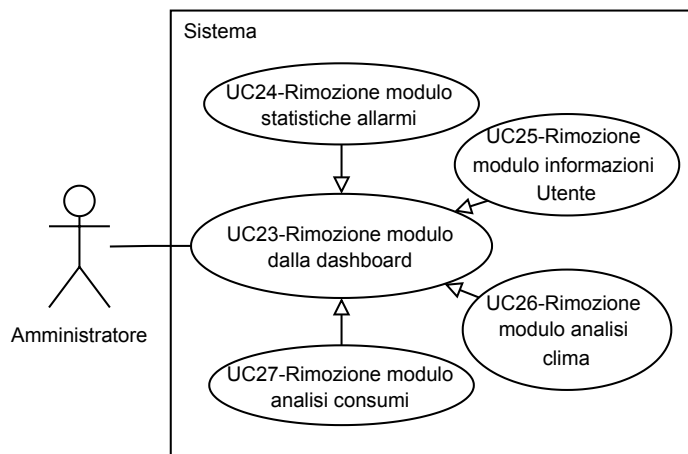 Sistema
UC24-Rimozione modulo
statistiche allarmi
UC25-Rimozione
modulo informazioni
Utente
UC23-Rimozione modulo
dalla dashboard
UC26-Rimozione
modulo analisi
clima
Amministratore
UC27-Rimozione modulo
analisi consumi